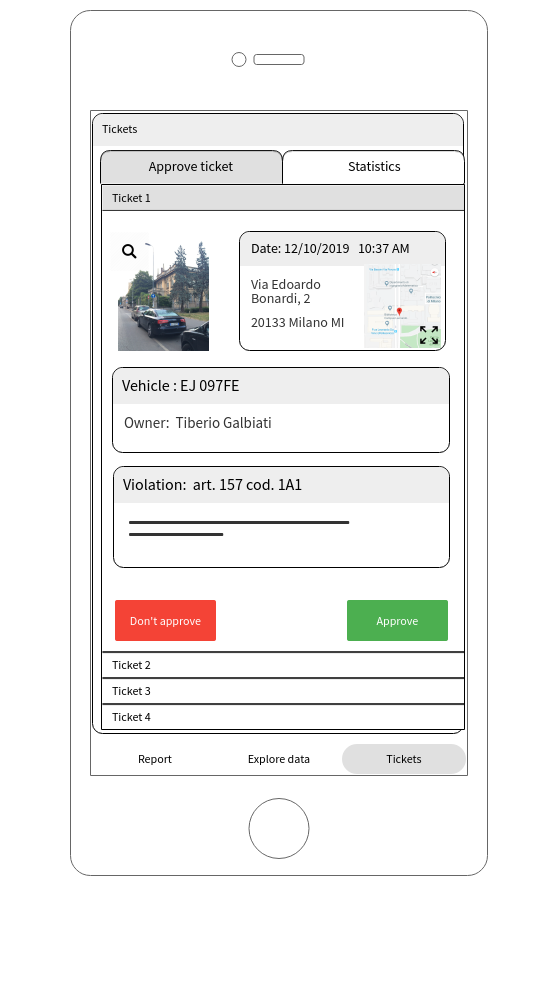 Tickets
Approve ticket
Statistics
Ticket 1
Date: 12/10/2019 10:37 AM
Via Edoardo
Bonardi, 2
20133 Milano MI
Vehicle : EJ 097FE
Owner: Tiberio Galbiati
Violation: art. 157 cod. 1A1
Don't approve
Approve
Ticket 2
Ticket 3
Ticket 4
Report
Explore data
Tickets